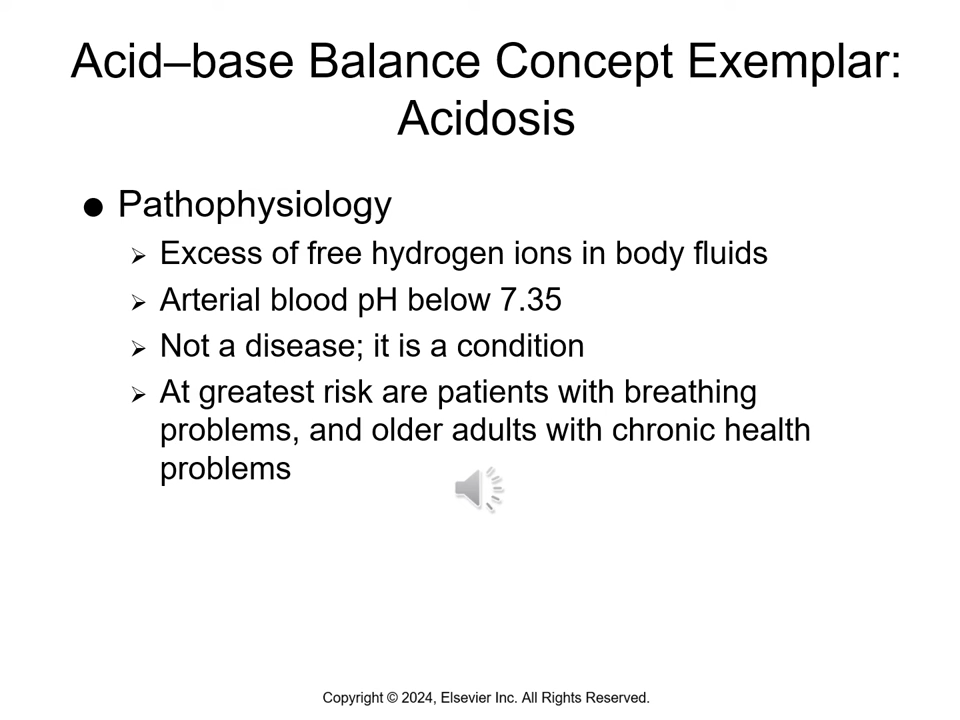 Acid–base Balance Concept Exemplar:
Acidosis
● Pathophysiology
➢ Excess of free hydrogen ions in body fluids
➢ Arterial blood pH below 7.35
➢ Not a disease; it is a condition
➢ At greatest risk are patients with breathing
problems, and older adults with chronic health
problems
Copyright © 2024, Elsevier Inc. All Rights Reserved.